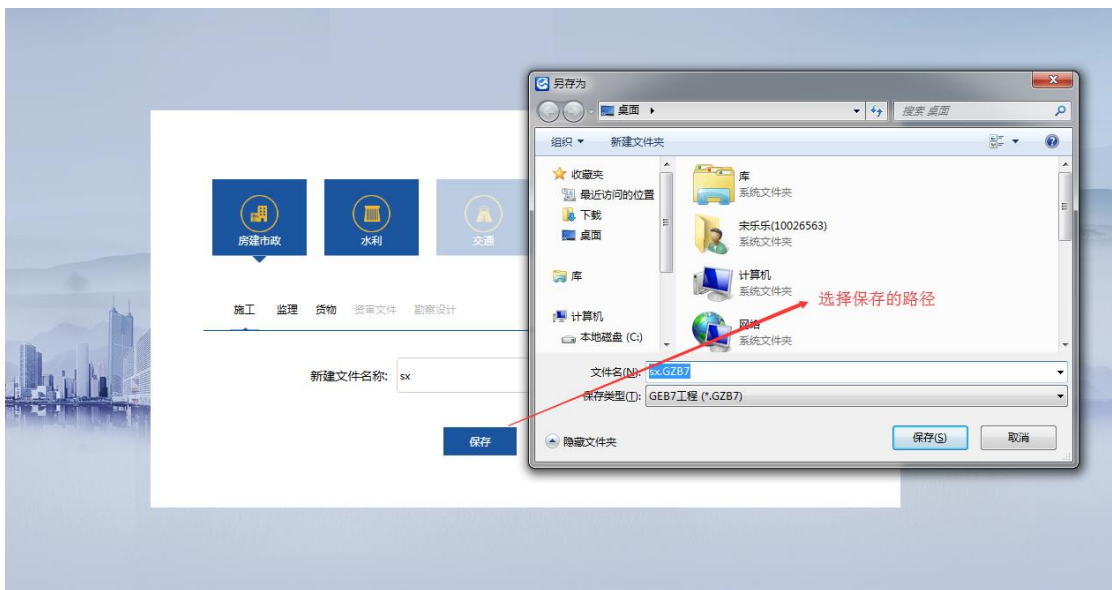 另存为
桌面
搜索 桌面
组织 新建文件夹
收藏夹
最近访问的位置
下载
桌面
库
计算机
本地磁盘 (C:)
库
系统文件夹
宋乐乐(10026563)
系统文件夹
计算机
系统文件夹
网络
系统文件夹
选择保存的路径
文件名(N): sx.GZB7
保存类型(T): GEB7工程 (*.GZB7)
隐藏文件夹
保存(S) 取消
房建市政 水利 交通
施工 监理 货物 资审文件 勘察设计
新建文件名称: sx
保存